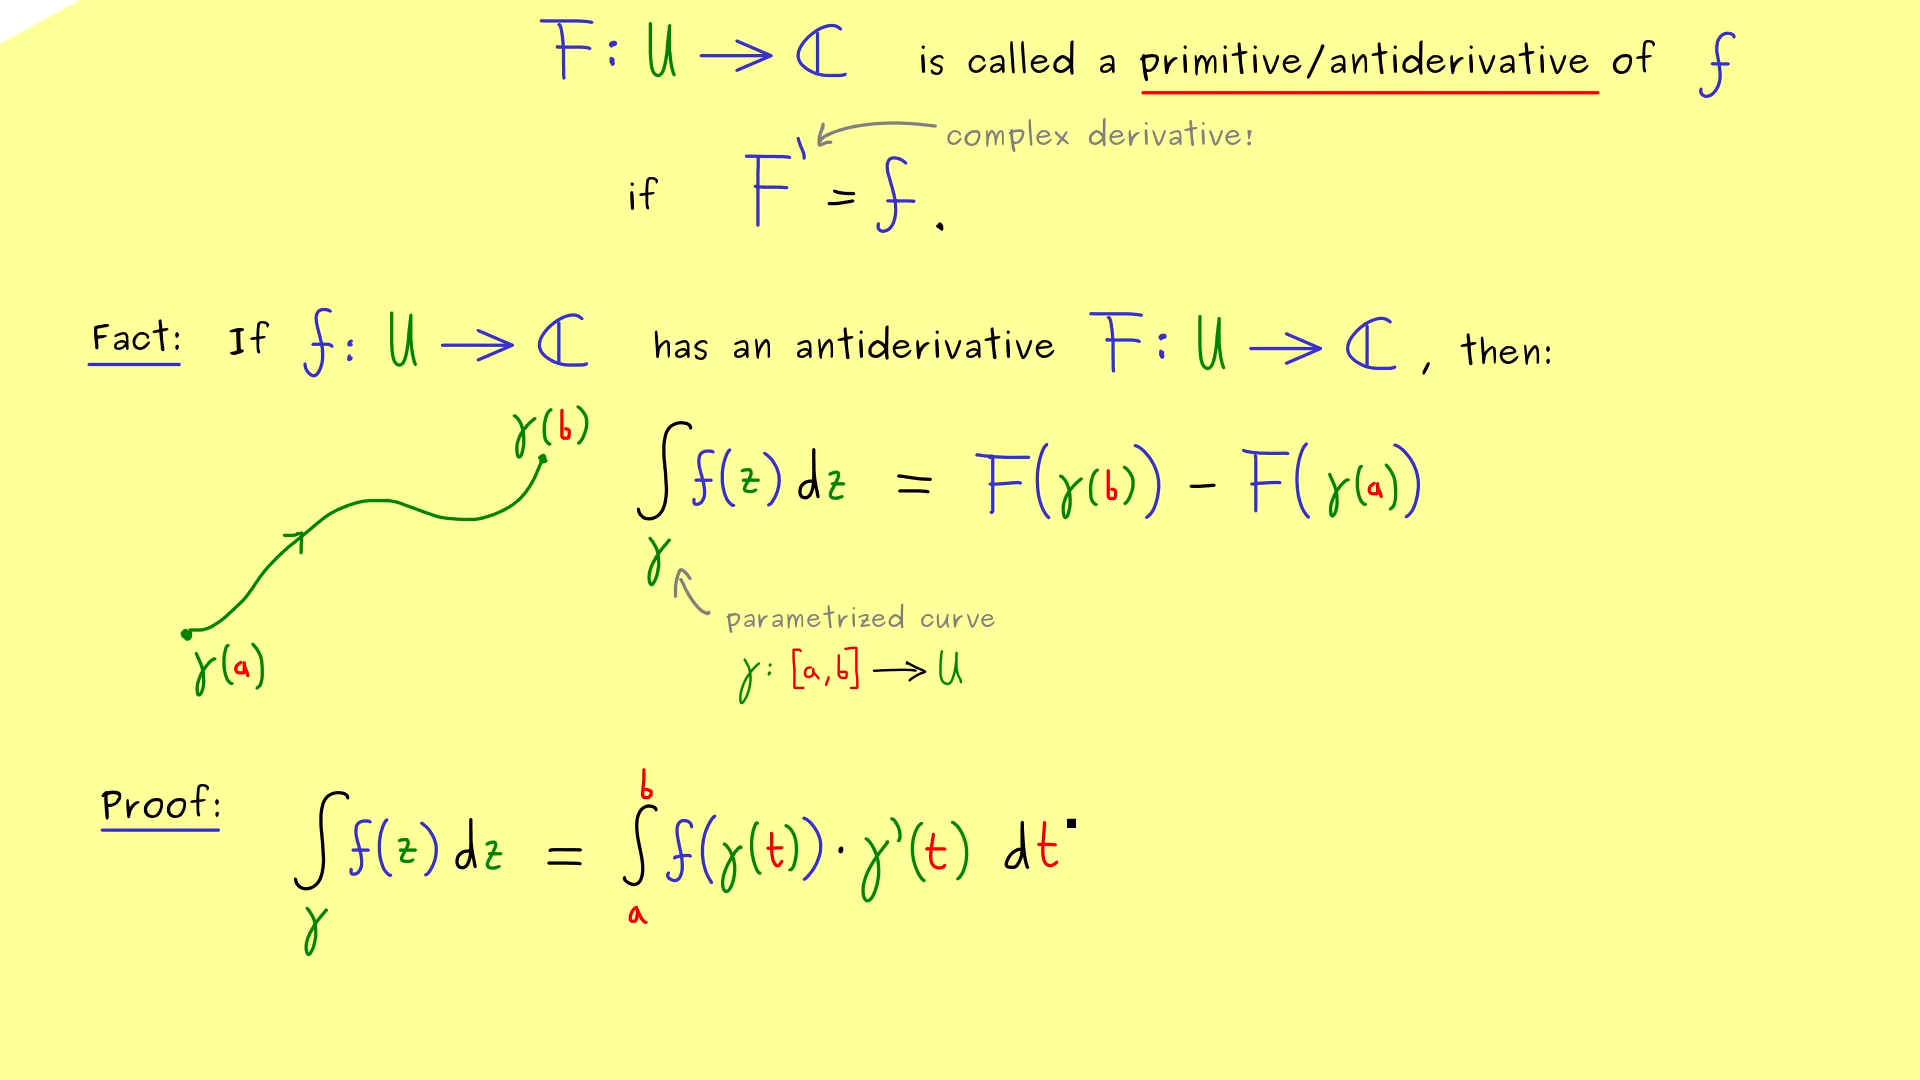 F: U → ℂ is called a primitive/antiderivative of f
complex derivative!
if F' = f .
Fact: If f: U → ℂ has an antiderivative F: U → ℂ , then:
γ(b)
∫_γ f(z) dz = F(γ(b)) - F(γ(a))
parametrized curve
γ(a)
γ: [a,b] → U
Proof: ∫_γ f(z) dz = ∫_a^b f(γ(t)) · γ'(t) dt